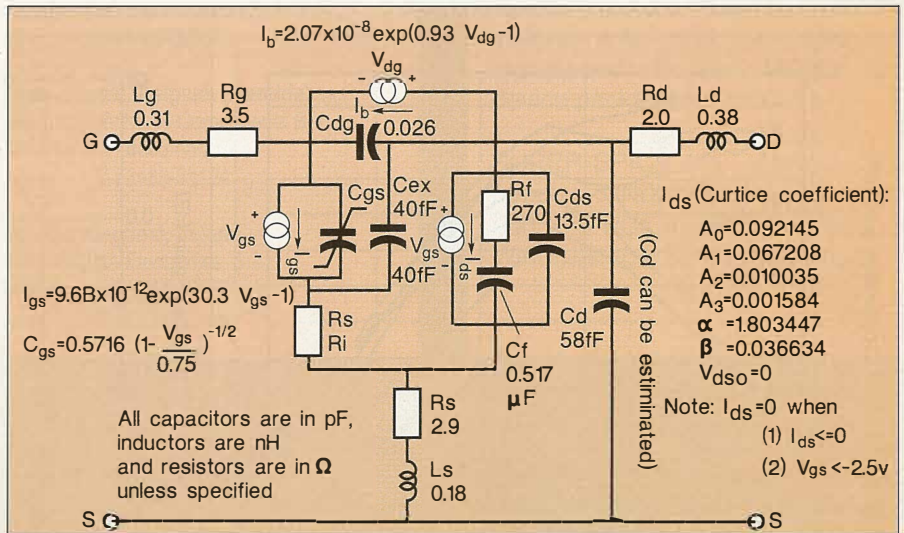 I_b=2.07x10^-8 exp(0.93 V_dg-1)
V_dg
- +
I_b
Lg
0.31
Rg
3.5
Cdg
0.026
Rd
2.0
Ld
0.38
G
D
Cgs
Cex
40fF
V_gs
+
-
I_gs
Rf
270
Cds
13.5fF
V_gs
40fF
+
-
I_ds
I_gs=9.6Bx10^-12 exp(30.3 V_gs-1)
C_gs=0.5716 (1-V_gs/0.75)^-1/2
Rs
Ri
Cf
0.517
μF
Cd
58fF
(Cd can be estiminated)
Rs
2.9
Ls
0.18
I_ds (Curtice coefficient):
A_0=0.092145
A_1=0.067208
A_2=0.010035
A_3=0.001584
α =1.803447
β =0.036634
V_dso=0
Note: I_ds=0 when
(1) I_ds<=0
(2) V_gs<-2.5v
All capacitors are in pF,
inductors are nH
and resistors are in Ω
unless specified
S
S